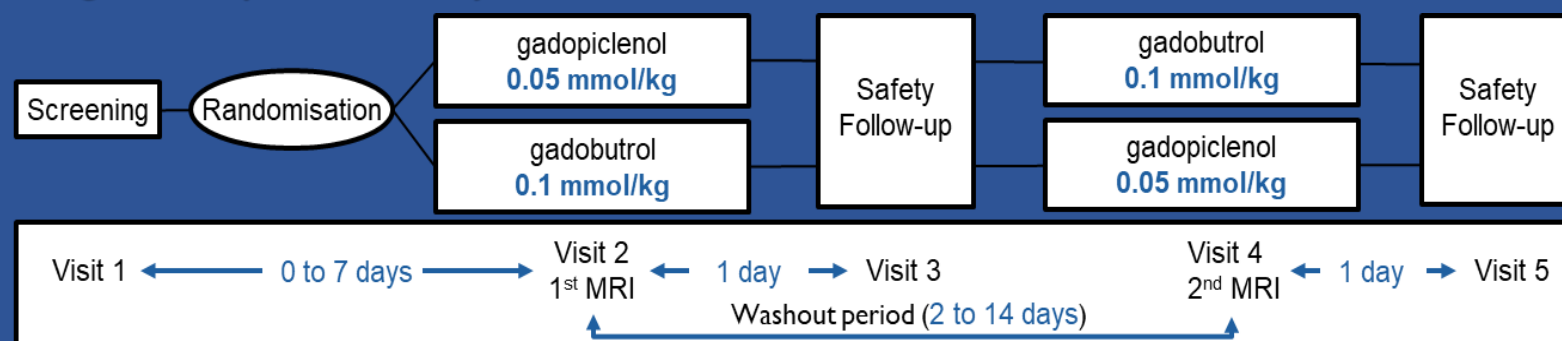 Screening
Randomisation
gadopiclenol
0.05 mmol/kg
gadobutrol
0.1 mmol/kg
Safety
Follow-up
gadobutrol
0.1 mmol/kg
gadopiclenol
0.05 mmol/kg
Safety
Follow-up
Visit 1
0 to 7 days
Visit 2
1st MRI
1 day
Visit 3
Visit 4
2nd MRI
1 day
Visit 5
Washout period (2 to 14 days)